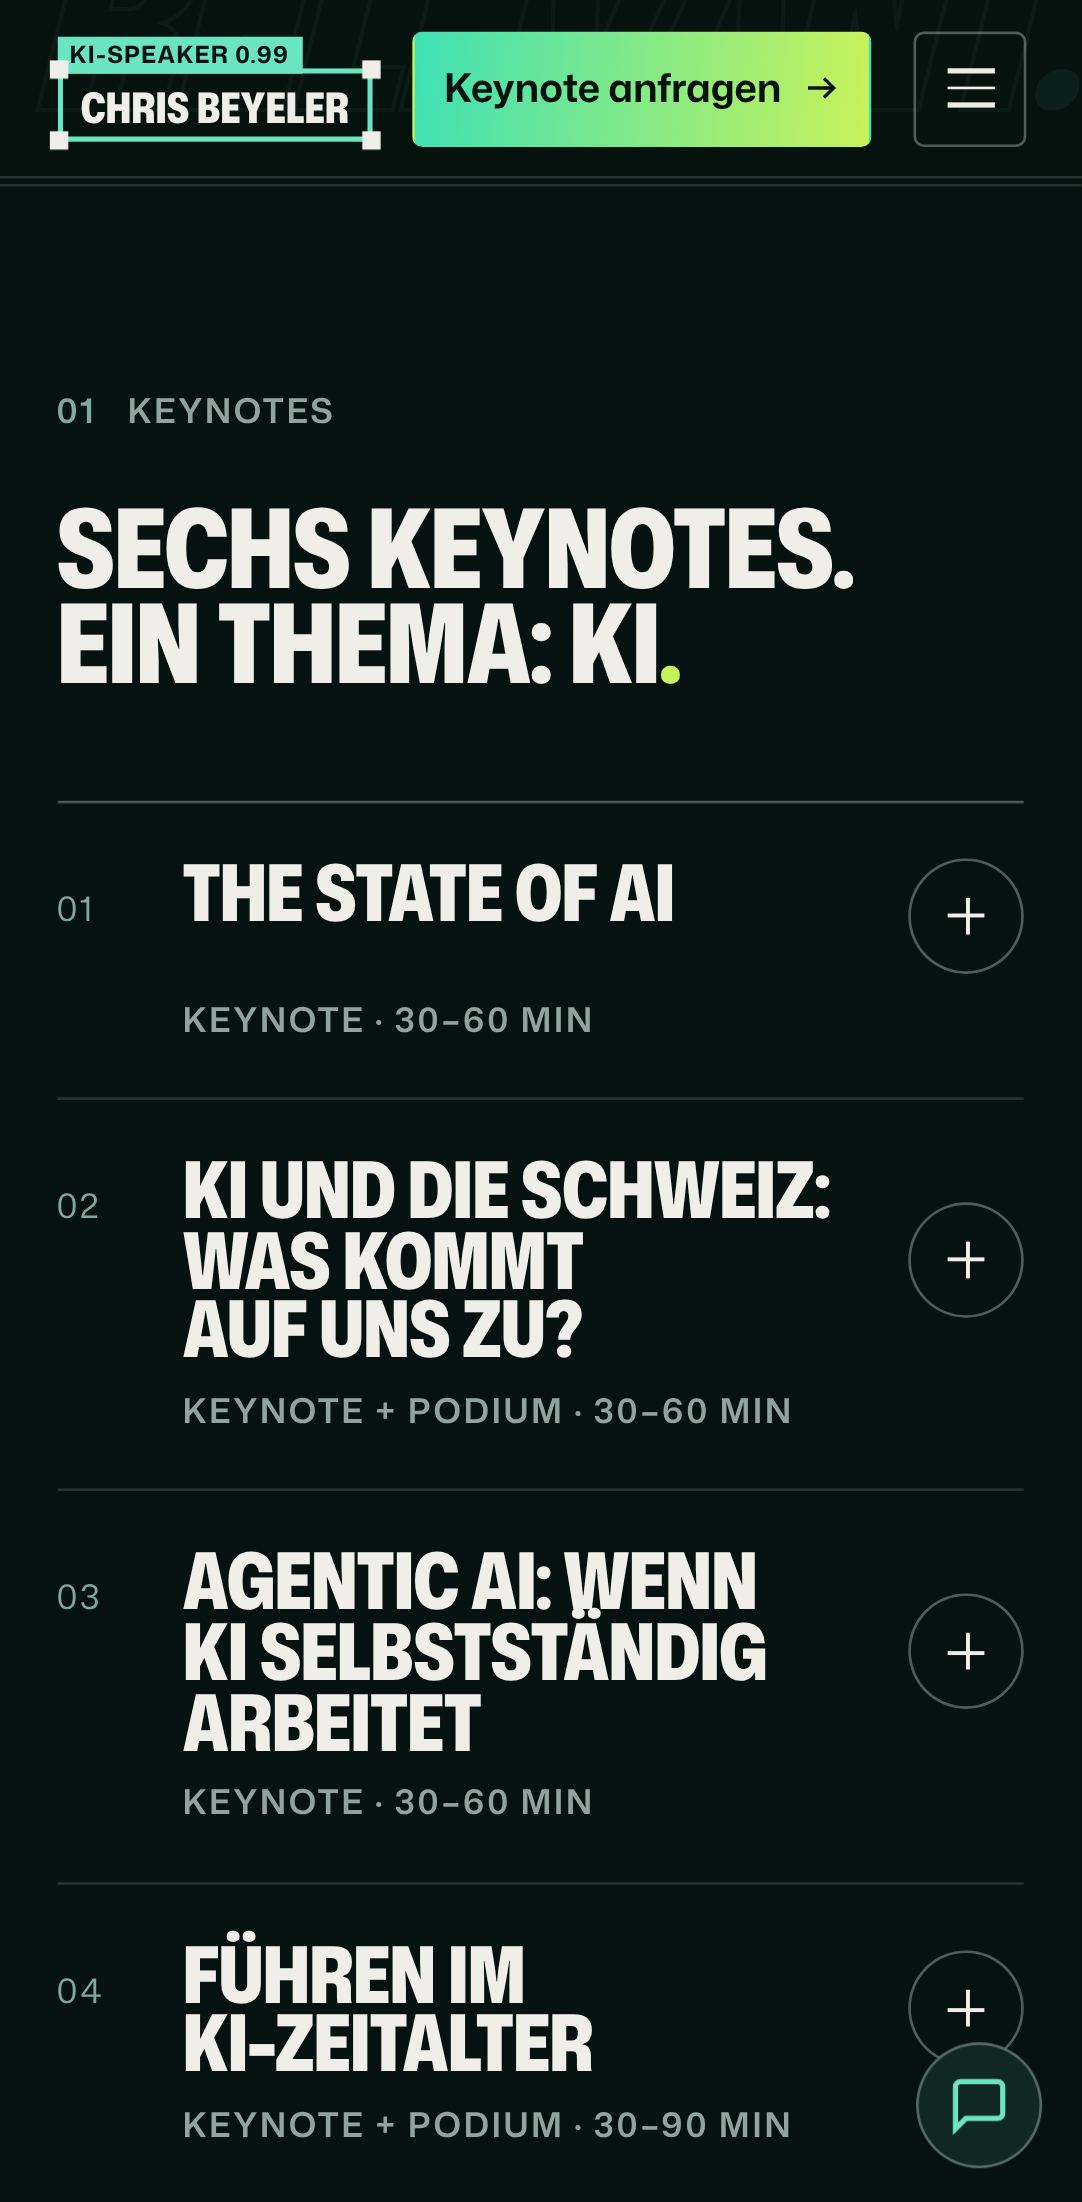 KI-SPEAKER 0.99
CHRIS BEYELER
Keynote anfragen →
01 KEYNOTES
SECHS KEYNOTES.
EIN THEMA: KI.
01
THE STATE OF AI
KEYNOTE · 30–60 MIN
02
KI UND DIE SCHWEIZ:
WAS KOMMT
AUF UNS ZU?
KEYNOTE + PODIUM · 30–60 MIN
03
AGENTIC AI: WENN
KI SELBSTSTÄNDIG
ARBEITET
KEYNOTE · 30–60 MIN
04
FÜHREN IM
KI-ZEITALTER
KEYNOTE + PODIUM · 30–90 MIN